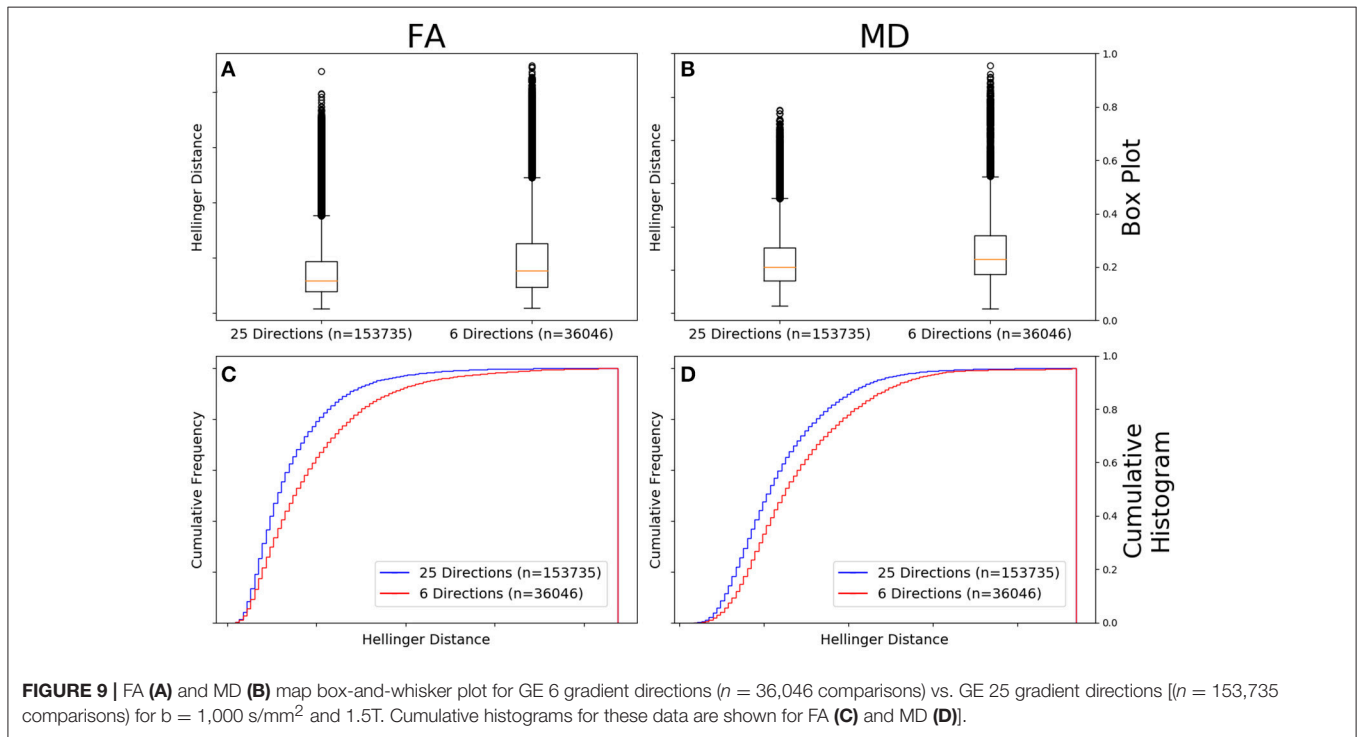 FA
MD
A
B
Hellinger Distance
Hellinger Distance
1.0
0.8
0.6
0.4
0.2
0.0
Box Plot
25 Directions (n=153735)
6 Directions (n=36046)
25 Directions (n=153735)
6 Directions (n=36046)
C
D
Cumulative Frequency
Cumulative Frequency
1.0
0.8
0.6
0.4
0.2
0.0
Cumulative
Histogram
25 Directions (n=153735)
6 Directions (n=36046)
25 Directions (n=153735)
6 Directions (n=36046)
Hellinger Distance
Hellinger Distance
FIGURE 9 | FA (A) and MD (B) map box-and-whisker plot for GE 6 gradient directions (n = 36,046 comparisons) vs. GE 25 gradient directions [(n = 153,735
comparisons) for b = 1,000 s/mm² and 1.5T. Cumulative histograms for these data are shown for FA (C) and MD (D)].